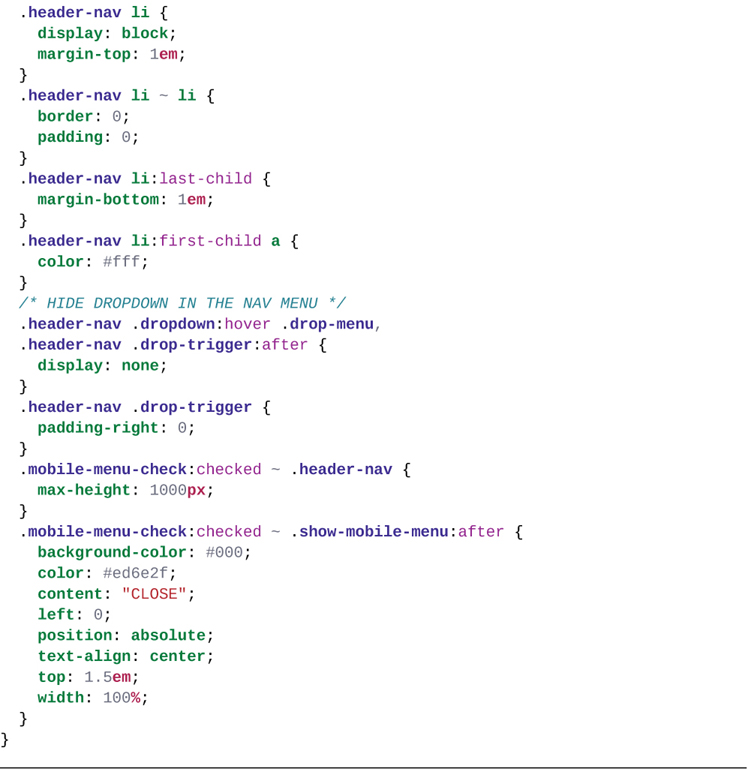 .header-nav li {
display: block;
margin-top: 1em;
}
.header-nav li ~ li {
border: 0;
padding: 0;
}
.header-nav li:last-child {
margin-bottom: 1em;
}
.header-nav li:first-child a {
color: #fff;
}
/* HIDE DROPDOWN IN THE NAV MENU */
.header-nav .dropdown:hover .drop-menu,
.header-nav .drop-trigger:after {
display: none;
}
.header-nav .drop-trigger {
padding-right: 0;
}
.mobile-menu-check:checked ~ .header-nav {
max-height: 1000px;
}
.mobile-menu-check:checked ~ .show-mobile-menu:after {
background-color: #000;
color: #ed6e2f;
content: "CLOSE";
left: 0;
position: absolute;
text-align: center;
top: 1.5em;
width: 100%;
}
}